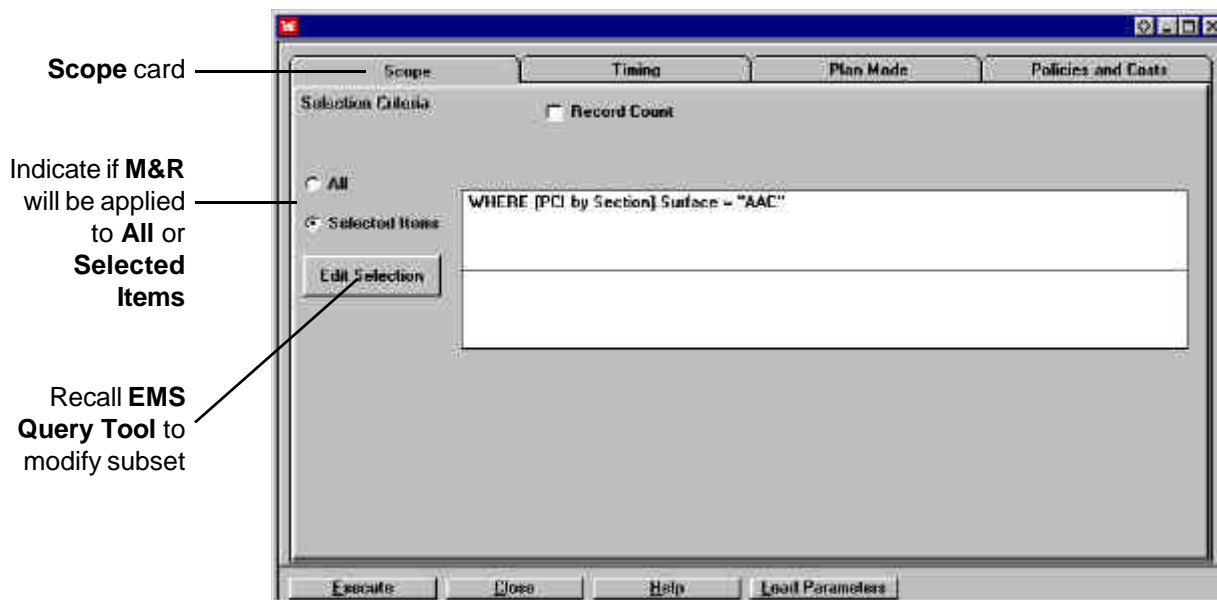 Scope card
Indicate if M&R
will be applied
to All or
Selected
Items
Recall EMS
Query Tool to
modify subset
Scope
Timing
Plan Mode
Policies and Costs
Selection Criteria
Record Count
All
Selected Items
Edit Selection
WHERE [PCI by Section].Surface = "AAC"
Execute
Close
Help
Load Parameters